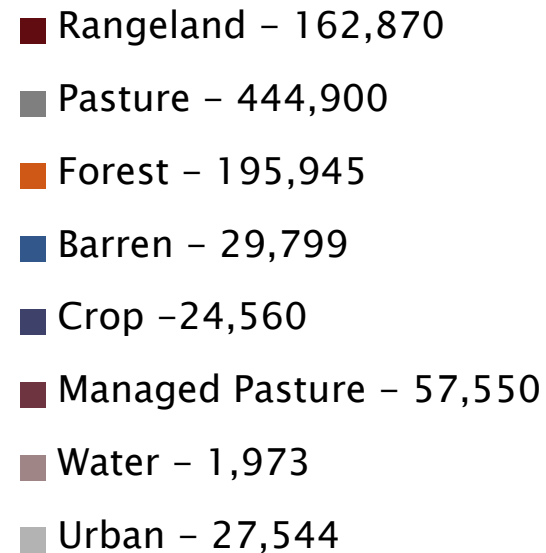 Rangeland – 162,870
Pasture – 444,900
Forest – 195,945
Barren – 29,799
Crop –24,560
Managed Pasture – 57,550
Water – 1,973
Urban – 27,544